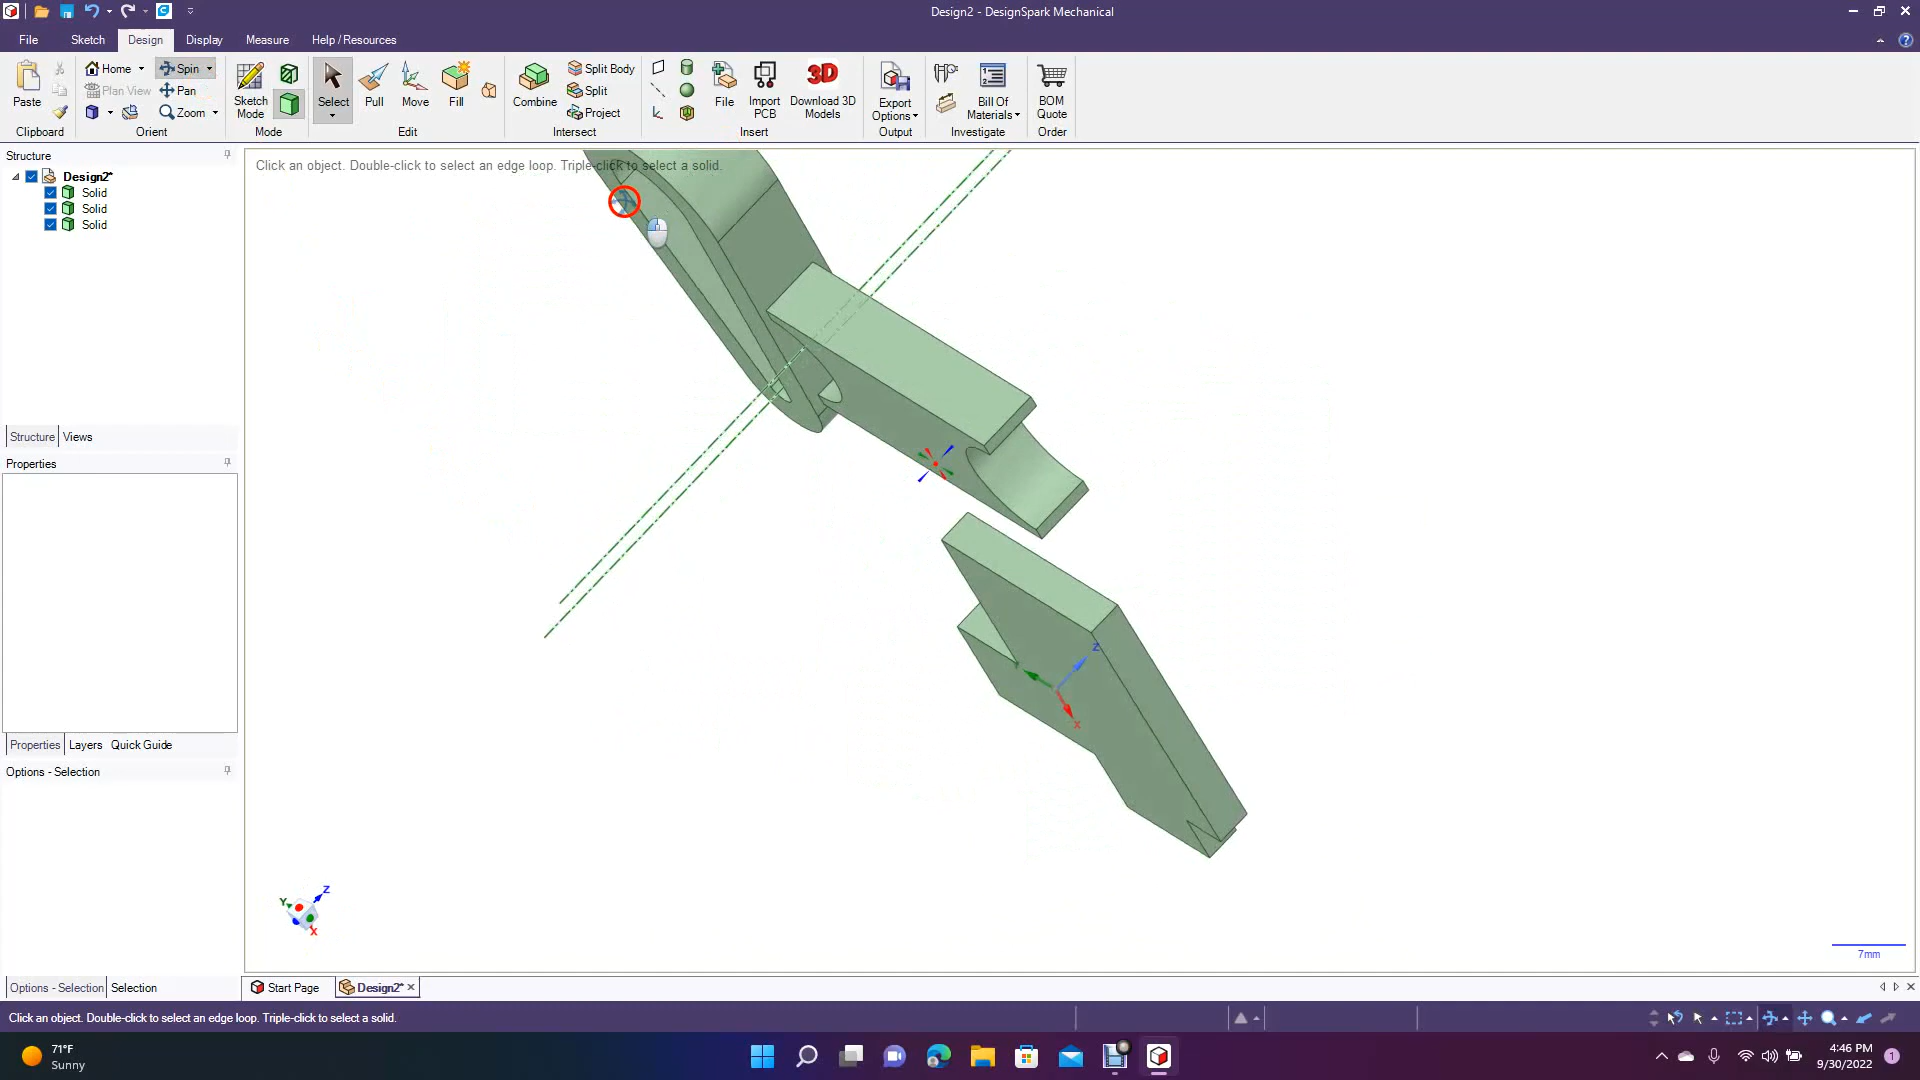 Design2 - DesignSpark Mechanical
File Sketch Design Display Measure Help / Resources
Paste
Home Spin
Plan View Pan
Zoom
Sketch Mode
Select Pull Move Fill
Combine
Split Body
Split
Project
File
Import PCB
3D
Download 3D Models
Export Options
Bill Of Materials
BOM Quote
Clipboard Orient Mode Edit Intersect Insert Output Investigate Order
Structure
Design2*
Solid
Solid
Solid
Structure Views
Properties
Properties Layers Quick Guide
Options - Selection
Options - Selection Selection
Click an object. Double-click to select an edge loop. Triple-click to select a solid.
Z
X
Z
Y
X
7mm
Start Page Design2*
Click an object. Double-click to select an edge loop. Triple-click to select a solid.
71°F
Sunny
4:46 PM
9/30/2022
1